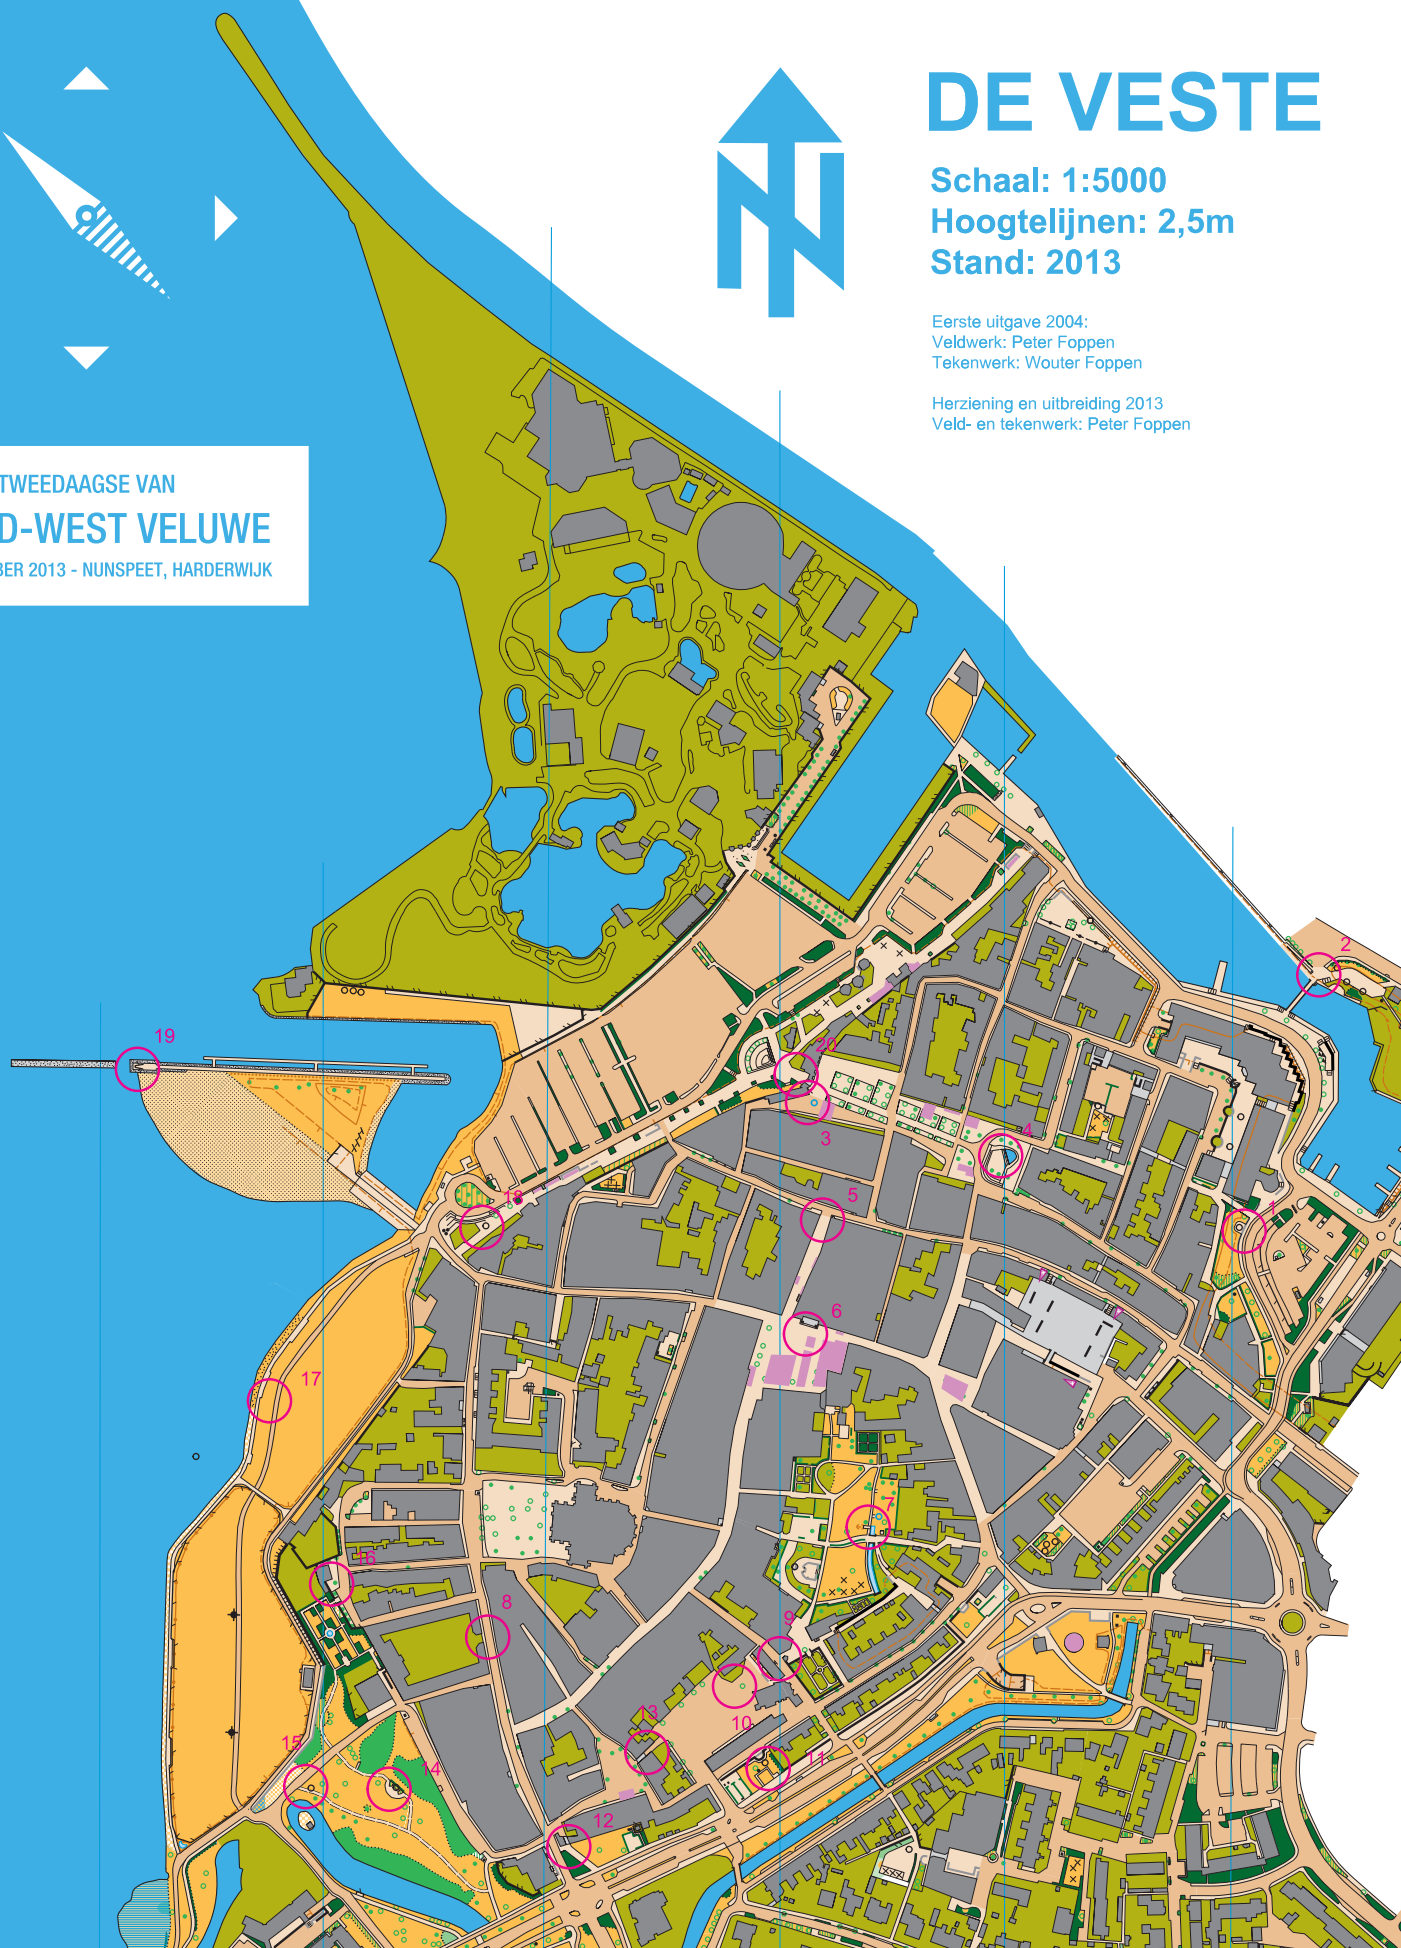 DE VESTE
Schaal: 1:5000
Hoogtelijnen: 2,5m
Stand: 2013
Eerste uitgave 2004:
Veldwerk: Peter Foppen
Tekenwerk: Wouter Foppen
Herziening en uitbreiding 2013
Veld- en tekenwerk: Peter Foppen
TWEEDAAGSE VAN
D-WEST VELUWE
BER 2013 - NUNSPEET, HARDERWIJK
2
19
20
3
4
5
18
1
6
17
7
16
8
9
10
13
15
14
11
12